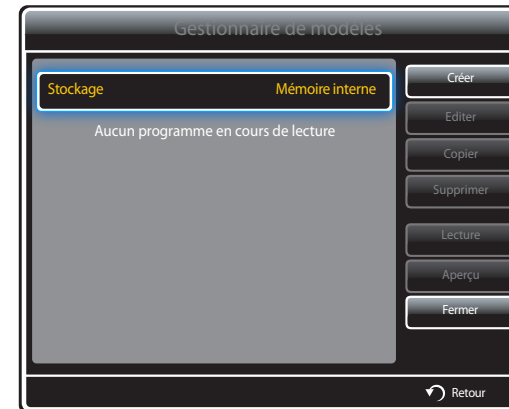 Gestionnaire de modèles
Stockage Mémoire interne
Aucun programme en cours de lecture
Créer
Editer
Copier
Supprimer
Lecture
Aperçu
Fermer
Retour